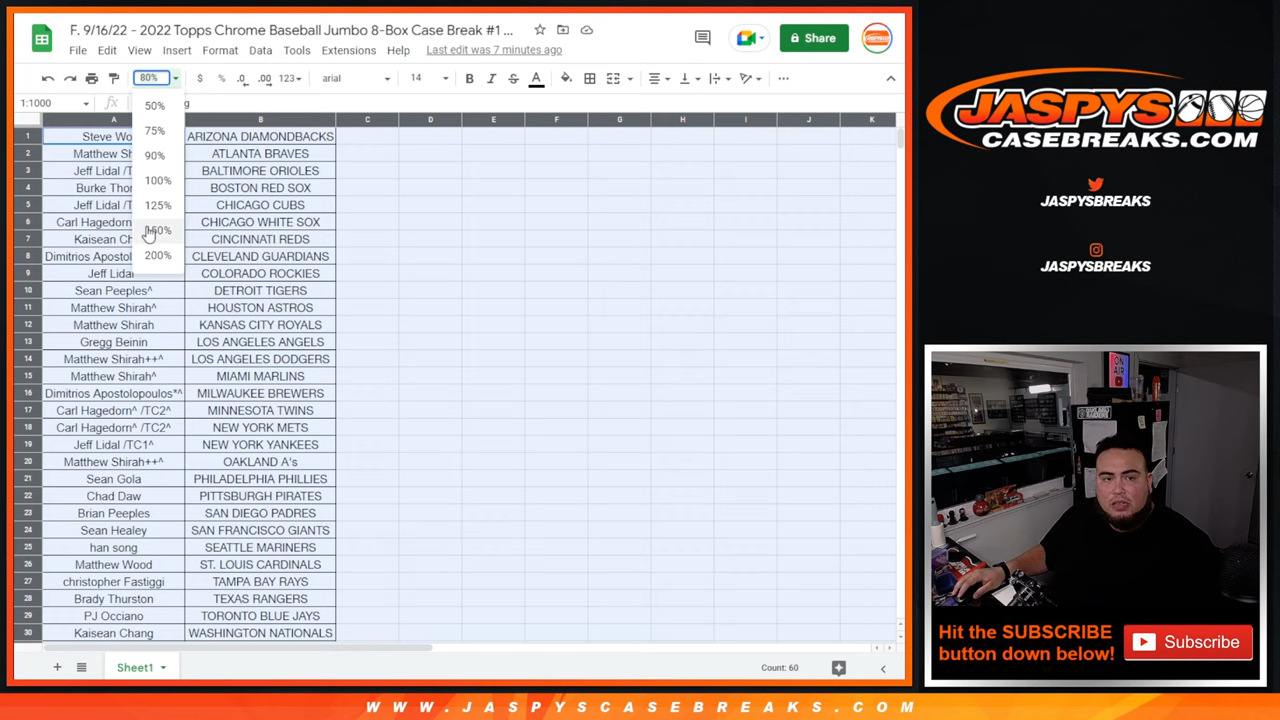 F. 9/16/22 - 2022 Topps Chrome Baseball Jumbo 8-Box Case Break #1 ...
Share
File Edit View Insert Format Data Tools Extensions Help Last edit was 7 minutes ago
80% $ % .0 .00 123 arial 14 B I S A
1:1000 fx
50%
75%
90%
100%
125%
200%
A B C D E F G H I J K
1 Steve Wo ARIZONA DIAMONDBACKS
2 Matthew Sh ATLANTA BRAVES
3 Jeff Lidal /T BALTIMORE ORIOLES
4 Burke Thor BOSTON RED SOX
5 Jeff Lidal /T CHICAGO CUBS
6 Carl Hagedorn CHICAGO WHITE SOX
7 Kaisean Ch CINCINNATI REDS
8 Dimitrios Apostol CLEVELAND GUARDIANS
9 Jeff Lidal COLORADO ROCKIES
10 Sean Peeples^ DETROIT TIGERS
11 Matthew Shirah^ HOUSTON ASTROS
12 Matthew Shirah KANSAS CITY ROYALS
13 Gregg Beinin LOS ANGELES ANGELS
14 Matthew Shirah++^ LOS ANGELES DODGERS
15 Matthew Shirah^ MIAMI MARLINS
16 Dimitrios Apostolopoulos*^ MILWAUKEE BREWERS
17 Carl Hagedorn^ /TC2^ MINNESOTA TWINS
18 Carl Hagedorn^ /TC2^ NEW YORK METS
19 Jeff Lidal /TC1^ NEW YORK YANKEES
20 Matthew Shirah++^ OAKLAND A's
21 Sean Gola PHILADELPHIA PHILLIES
22 Chad Daw PITTSBURGH PIRATES
23 Brian Peeples SAN DIEGO PADRES
24 Sean Healey SAN FRANCISCO GIANTS
25 han song SEATTLE MARINERS
26 Matthew Wood ST. LOUIS CARDINALS
27 christopher Fastiggi TAMPA BAY RAYS
28 Brady Thurston TEXAS RANGERS
29 PJ Occiano TORONTO BLUE JAYS
30 Kaisean Chang WASHINGTON NATIONALS
Sheet1
Count: 60
JASPYS
CASEBREAKS.COM
JASPYSBREAKS
JASPYSBREAKS
ON AIR
Hit the SUBSCRIBE
button down below!
Subscribe
WWW.JASPYSCASEBREAKS.COM